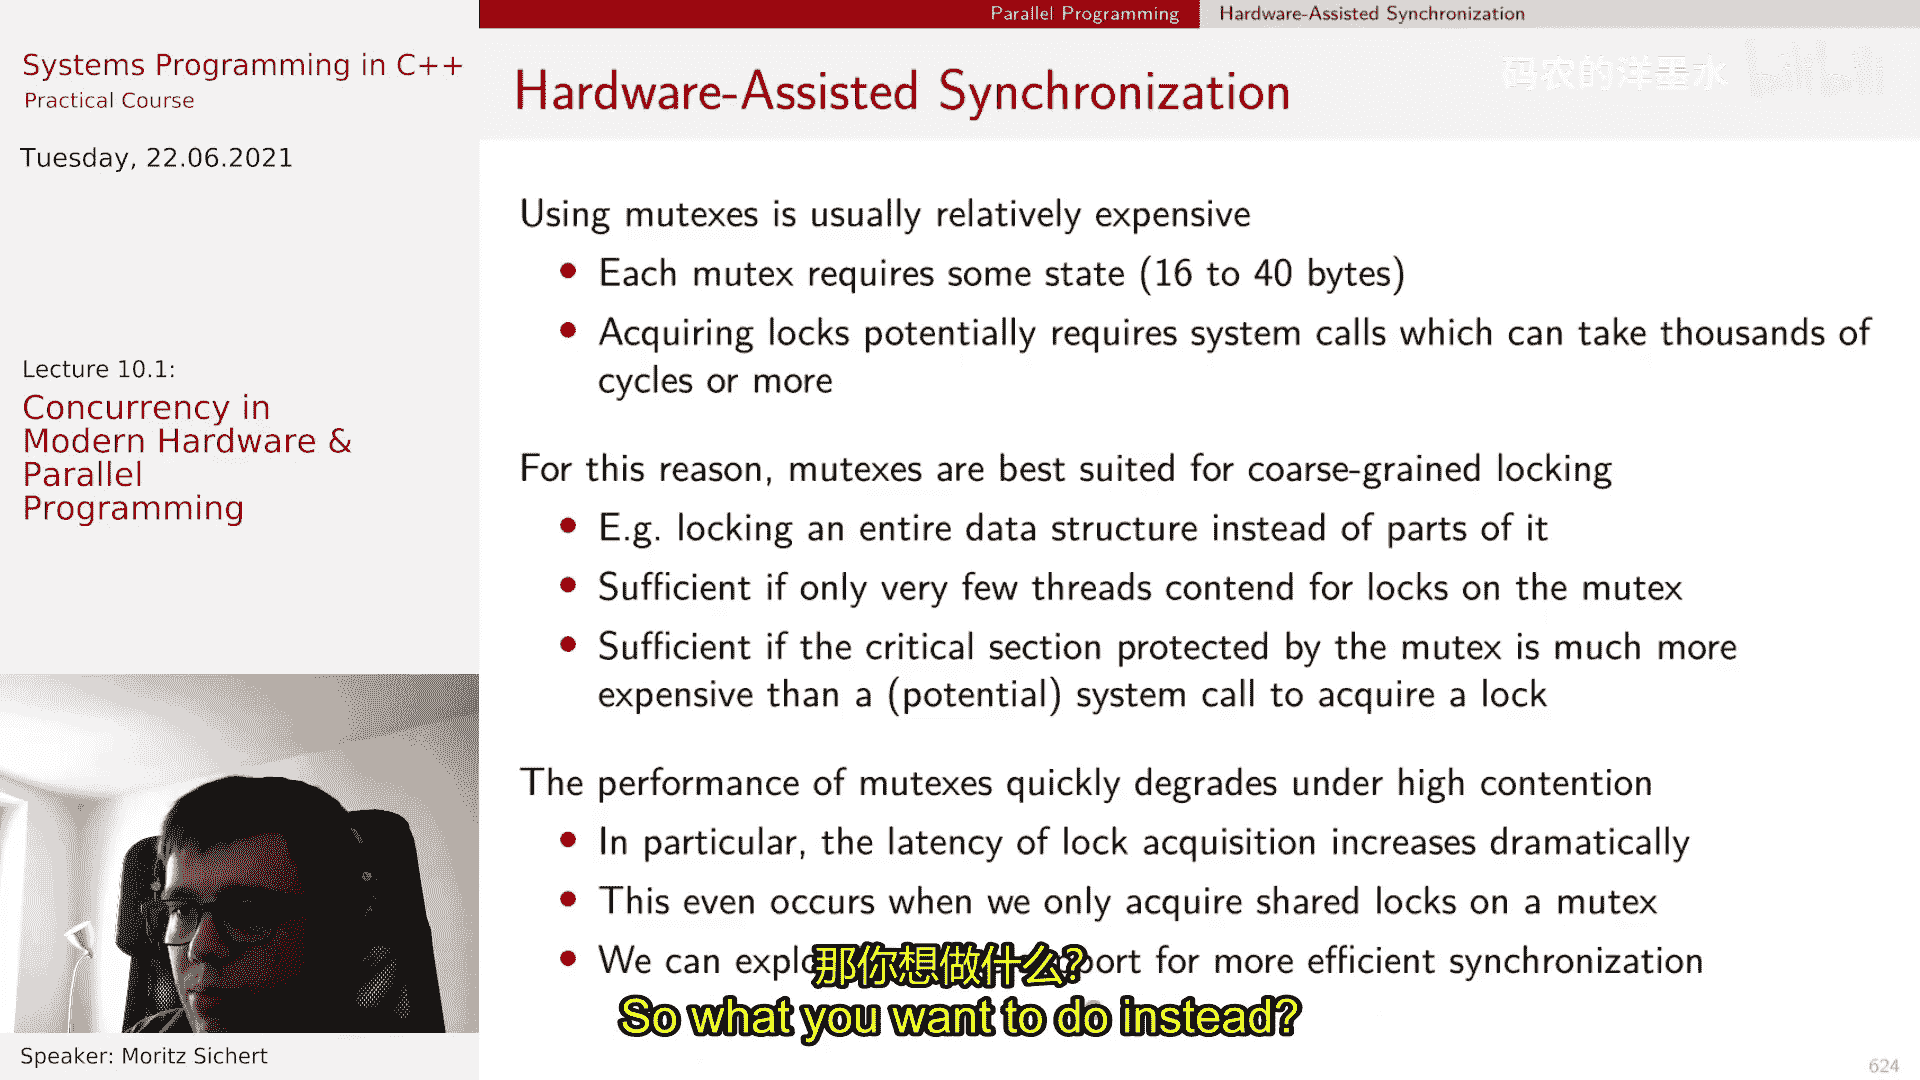 Parallel Programming
Hardware-Assisted Synchronization
Systems Programming in C++
Practical Course
Tuesday, 22.06.2021
Lecture 10.1:
Concurrency in
Modern Hardware &
Parallel
Programming
Speaker: Moritz Sichert
Hardware-Assisted Synchronization
码农的洋墨水 bilibili
Using mutexes is usually relatively expensive
Each mutex requires some state (16 to 40 bytes)
Acquiring locks potentially requires system calls which can take thousands of
cycles or more
For this reason, mutexes are best suited for coarse-grained locking
E.g. locking an entire data structure instead of parts of it
Sufficient if only very few threads contend for locks on the mutex
Sufficient if the critical section protected by the mutex is much more
expensive than a (potential) system call to acquire a lock
The performance of mutexes quickly degrades under high contention
In particular, the latency of lock acquisition increases dramatically
This even occurs when we only acquire shared locks on a mutex
We can for more efficient synchronization
那你想做什么?
So what you want to do instead?
624